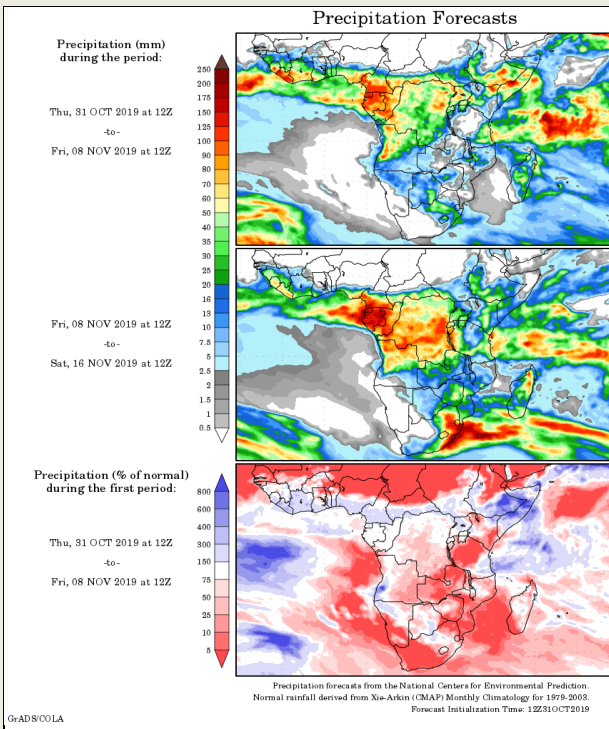 Precipitation Forecasts
Precipitation (mm)
during the period:
Thu, 31 OCT 2019 at 12Z
-to-
Fri, 08 NOV 2019 at 12Z
250
200
175
150
125
100
90
80
70
60
50
40
35
30
25
20
16
13
10
7.5
5
2.5
2
1.5
1
0.5
Fri, 08 NOV 2019 at 12Z
-to-
Sat, 16 NOV 2019 at 12Z
Precipitation (% of normal)
during the first period:
Thu, 31 OCT 2019 at 12Z
-to-
Fri, 08 NOV 2019 at 12Z
800
600
400
300
150
75
50
25
10
5
Precipitation forecasts from the National Centers for Environmental Prediction.
Normal rainfall derived from Xie-Arkin (CMAP) Monthly Climatology for 1979-2003.
Forecast Initialization Time: 12Z31OCT2019
GrADS/COLA